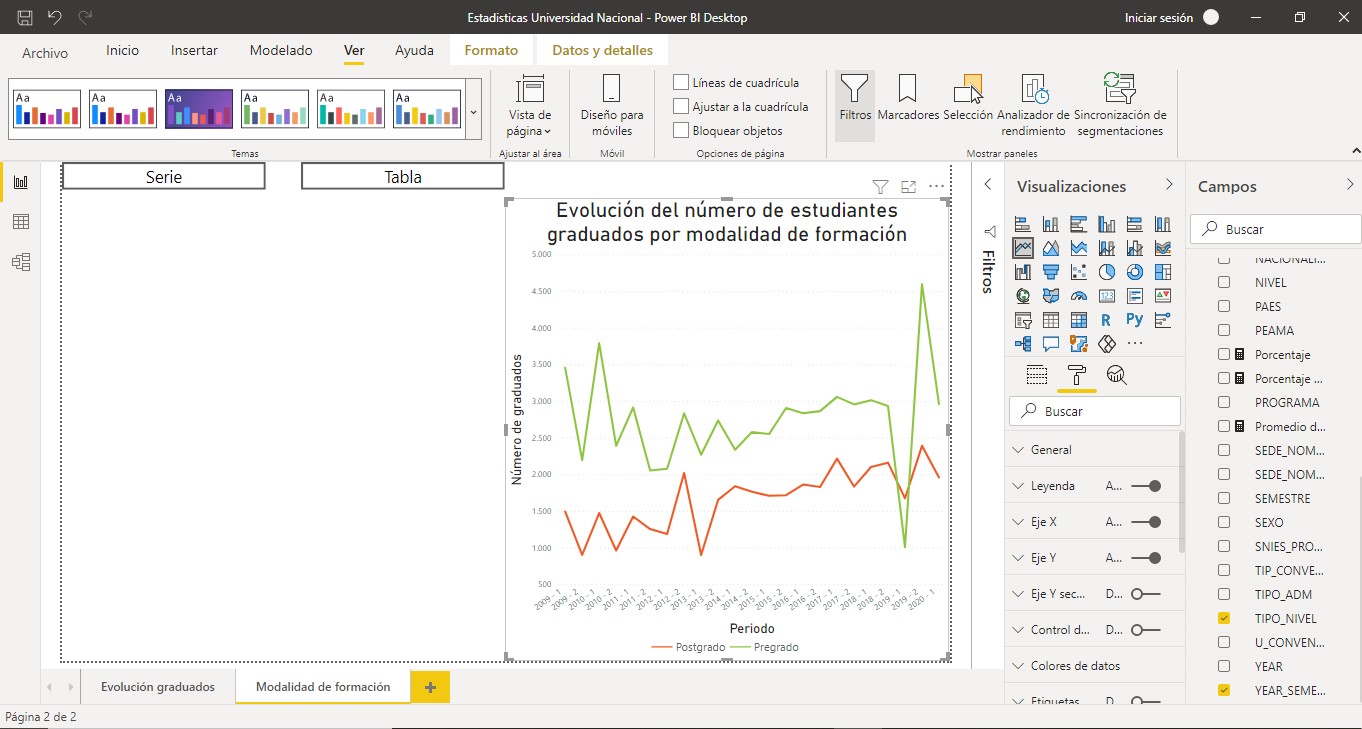 Estadisticas Universidad Nacional - Power BI Desktop
Iniciar sesión
Archivo Inicio Insertar Modelado Ver Ayuda Formato Datos y detalles
Aa Aa Aa Aa Aa Aa
Vista de
página
Diseño para
móviles
Líneas de cuadrícula
Ajustar a la cuadrícula
Bloquear objetos
Filtros Marcadores Selección Analizador de
rendimiento
Sincronización de
segmentaciones
Temas Ajustar al área Móvil Opciones de página Mostrar paneles
Serie Tabla
Evolución del número de estudiantes
graduados por modalidad de formación
Número de graduados
5.000
4.500
4.000
3.500
3.000
2.500
2.000
1.500
1.000
500
2009 - 1 2009 - 2 2010 - 1 2010 - 2 2011 - 1 2011 - 2 2012 - 1 2012 - 2 2013 - 1 2013 - 2 2014 - 1 2014 - 2 2015 - 1 2015 - 2 2016 - 1 2016 - 2 2017 - 1 2017 - 2 2018 - 1 2018 - 2 2019 - 1 2019 - 2 2020 - 1
Periodo
Postgrado Pregrado
Filtros
Visualizaciones
123
R Py
Buscar
General
Leyenda A...
Eje X A...
Eje Y A...
Eje Y sec... D...
Control d... D...
Colores de datos
Etiquetas D
Campos
Buscar
NACIONALI...
NIVEL
PAES
PEAMA
Porcentaje
Porcentaje ...
PROGRAMA
Promedio d...
SEDE_NOM...
SEDE_NOM...
SEMESTRE
SEXO
SNIES_PRO...
TIP_CONVE...
TIPO_ADM
TIPO_NIVEL
U_CONVEN...
YEAR
YEAR_SEME...
Evolución graduados Modalidad de formación
Página 2 de 2